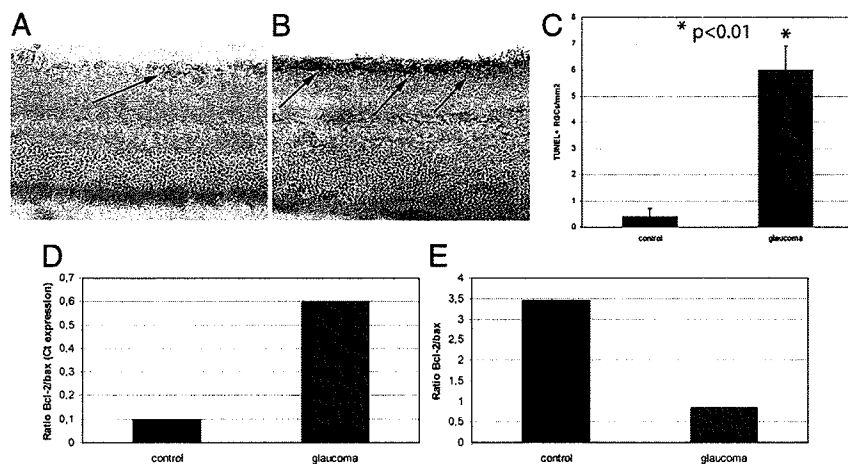 A
B
C
* p<0.01
*
TUNEL+ RGCs/mm2
8
7
6
5
4
3
2
1
0
control
glaucoma
D
Ratio Bcl-2/bax (Ct expression)
0,7
0,6
0,5
0,4
0,3
0,2
0,1
0
control
glaucoma
E
Ratio Bcl-2/bax
4
3,5
3
2,5
2
1,5
1
0,5
0
control
glaucoma